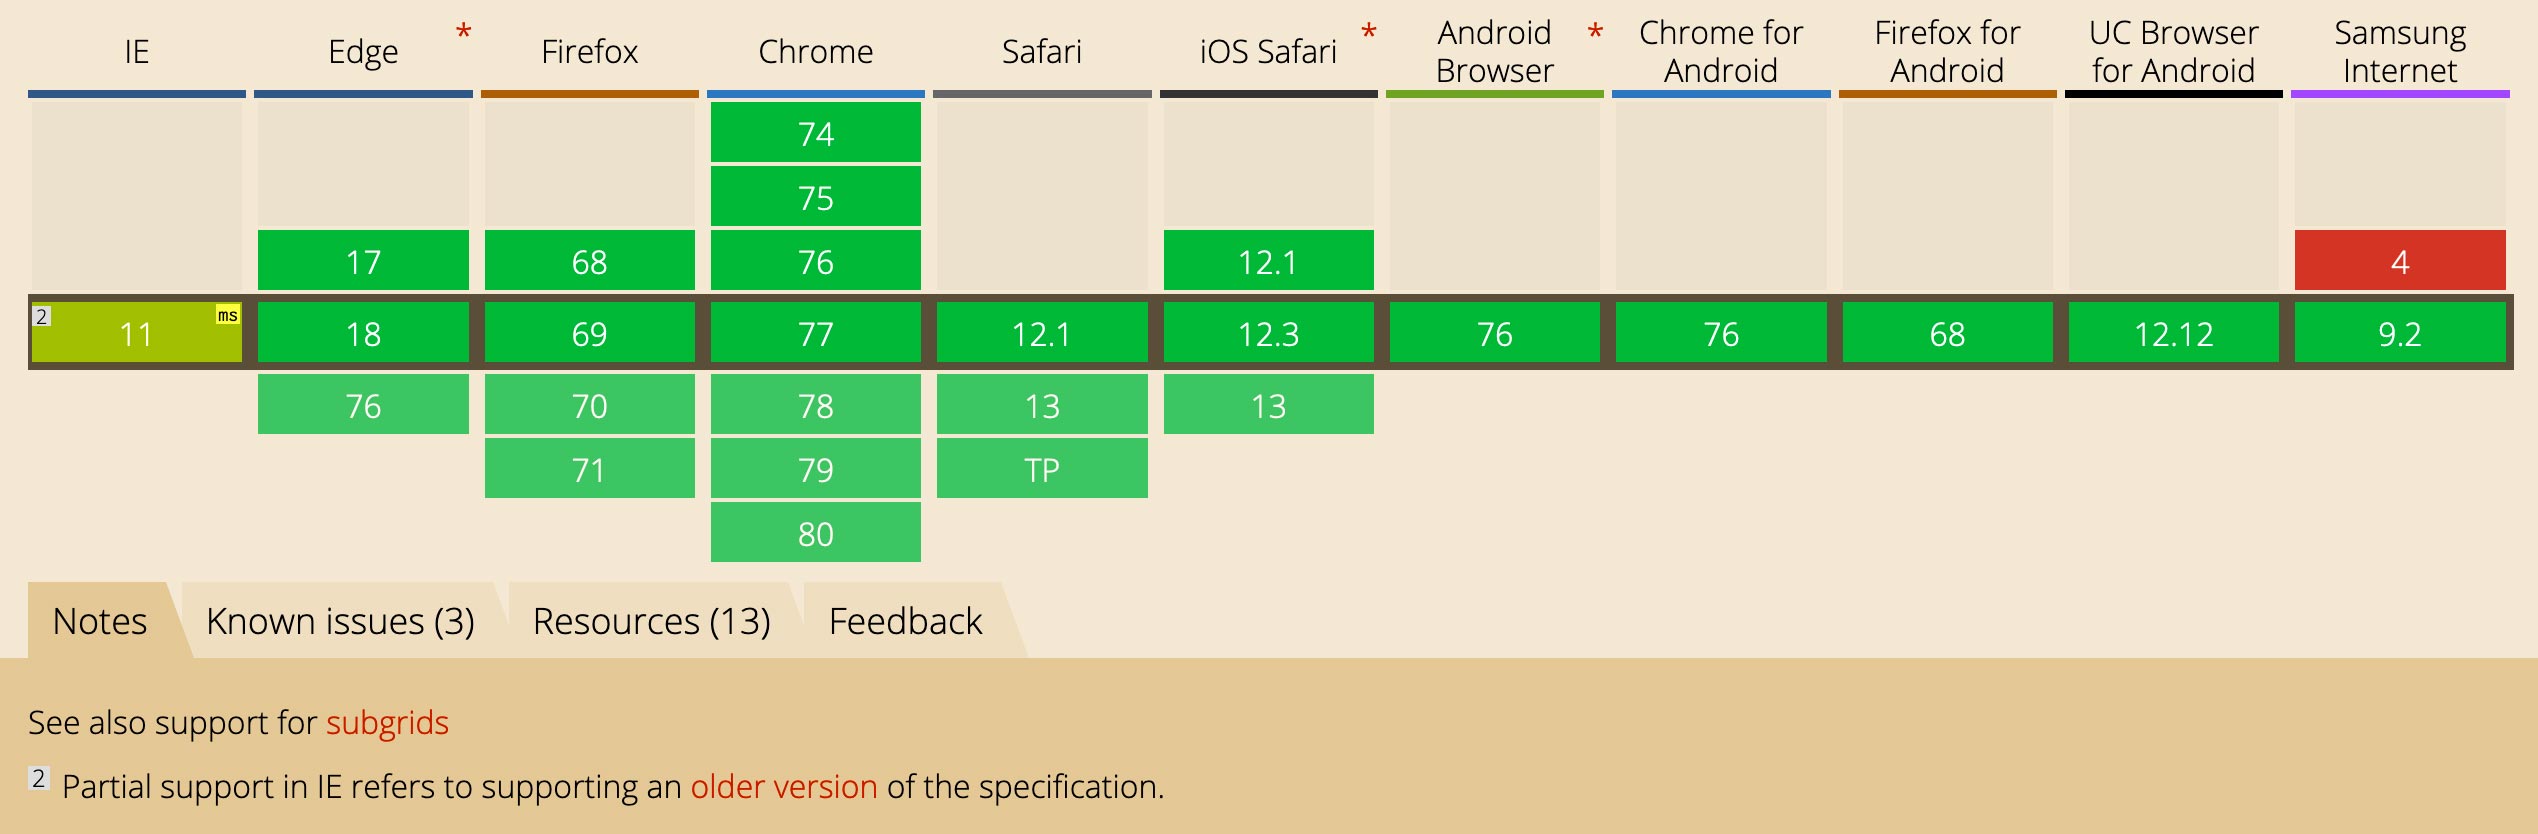 IE Edge * Firefox Chrome Safari iOS Safari * Android Browser * Chrome for Android Firefox for Android UC Browser for Android Samsung Internet
74
75
17 68 76 12.1 4
2 11 ms 18 69 77 12.1 12.3 76 76 68 12.12 9.2
76 70 78 13 13
71 79 TP
80
Notes Known issues (3) Resources (13) Feedback
See also support for subgrids
2 Partial support in IE refers to supporting an older version of the specification.